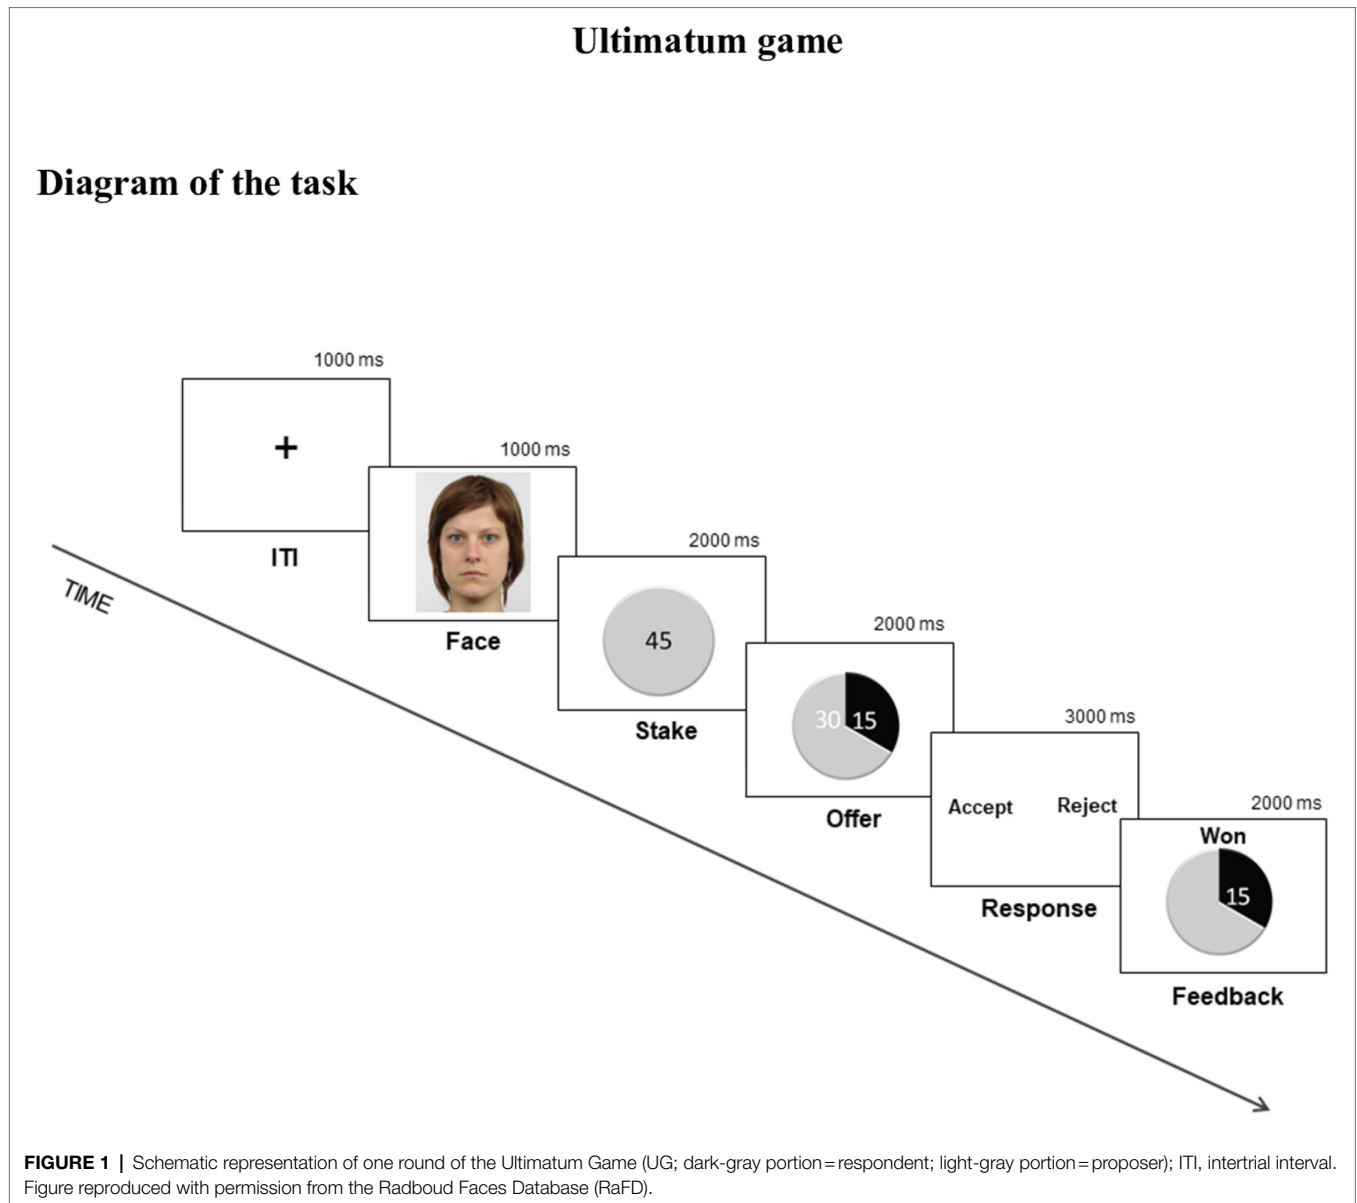 Ultimatum game
Diagram of the task
1000 ms
+
ITI
1000 ms
Face
2000 ms
45
Stake
2000 ms
30 15
Offer
3000 ms
Accept Reject
Response
2000 ms
Won
15
Feedback
TIME
FIGURE 1 | Schematic representation of one round of the Ultimatum Game (UG; dark-gray portion = respondent; light-gray portion = proposer); ITI, intertrial interval.
Figure reproduced with permission from the Radboud Faces Database (RaFD).